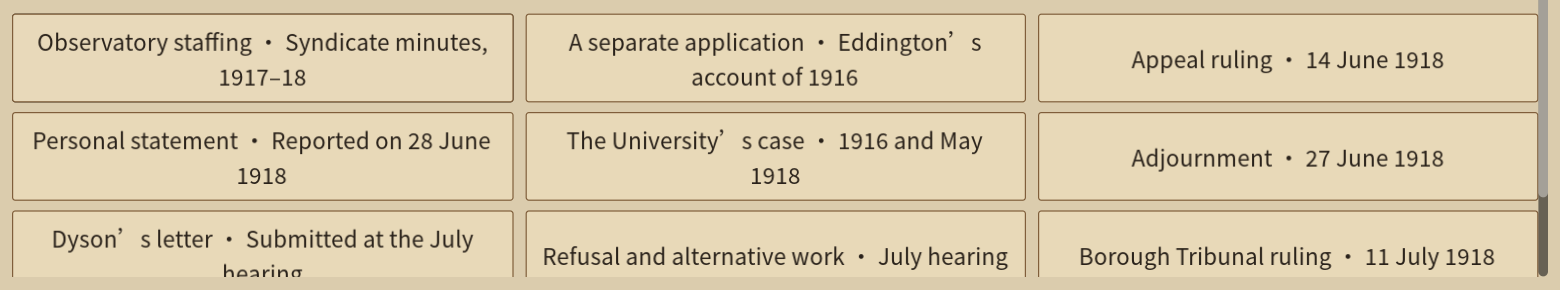 Observatory staffing • Syndicate minutes,
1917–18
A separate application • Eddington’s
account of 1916
Appeal ruling • 14 June 1918
Personal statement • Reported on 28 June
1918
The University’s case • 1916 and May
1918
Adjournment • 27 June 1918
Dyson’s letter • Submitted at the July
hearing
Refusal and alternative work • July hearing
Borough Tribunal ruling • 11 July 1918